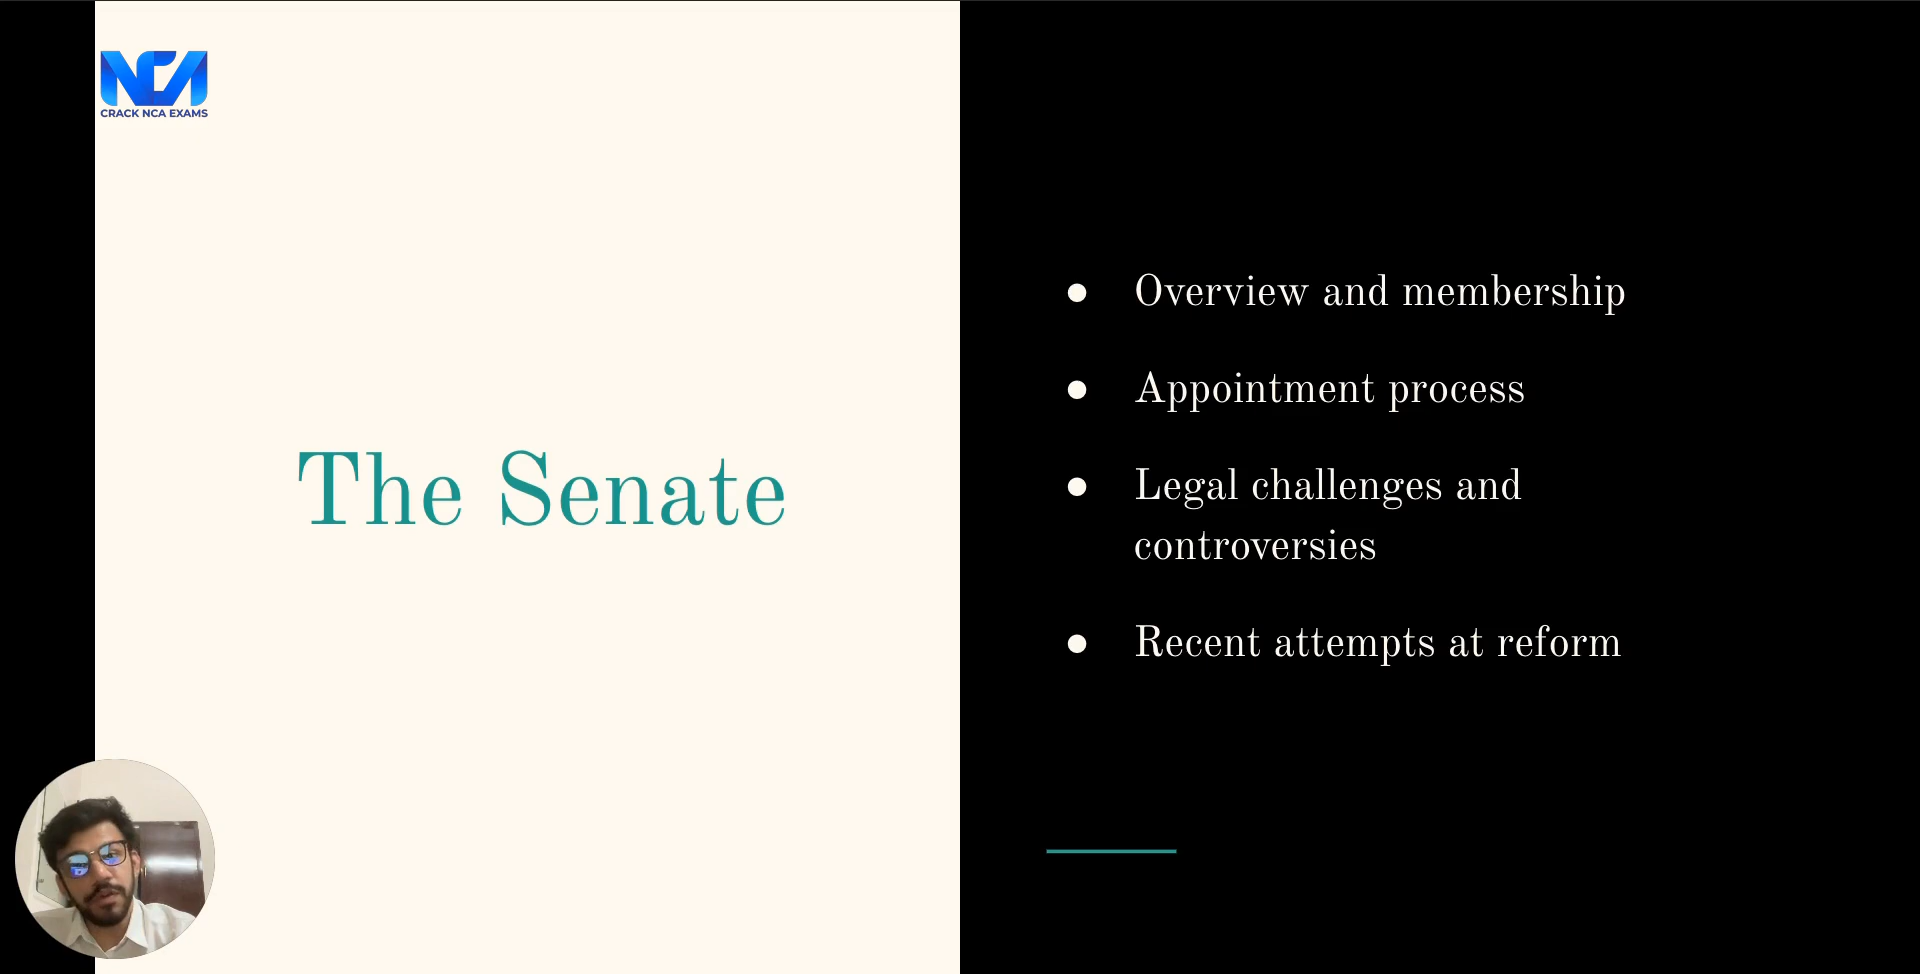 NCA
CRACK NCA EXAMS
The Senate
● Overview and membership
● Appointment process
● Legal challenges and
controversies
● Recent attempts at reform